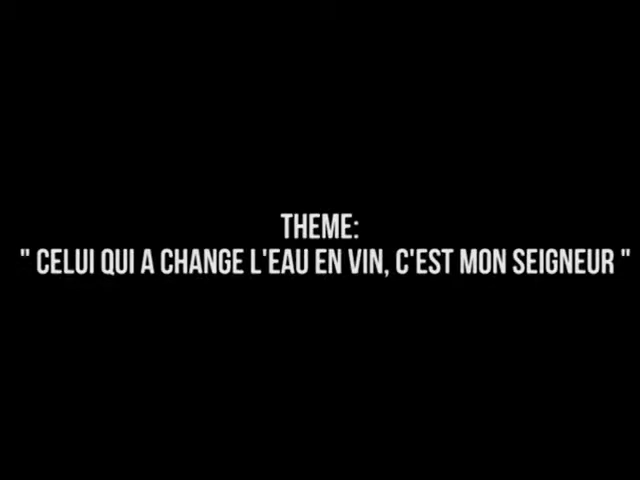 THEME:
" CELUI QUI A CHANGE L'EAU EN VIN, C'EST MON SEIGNEUR "